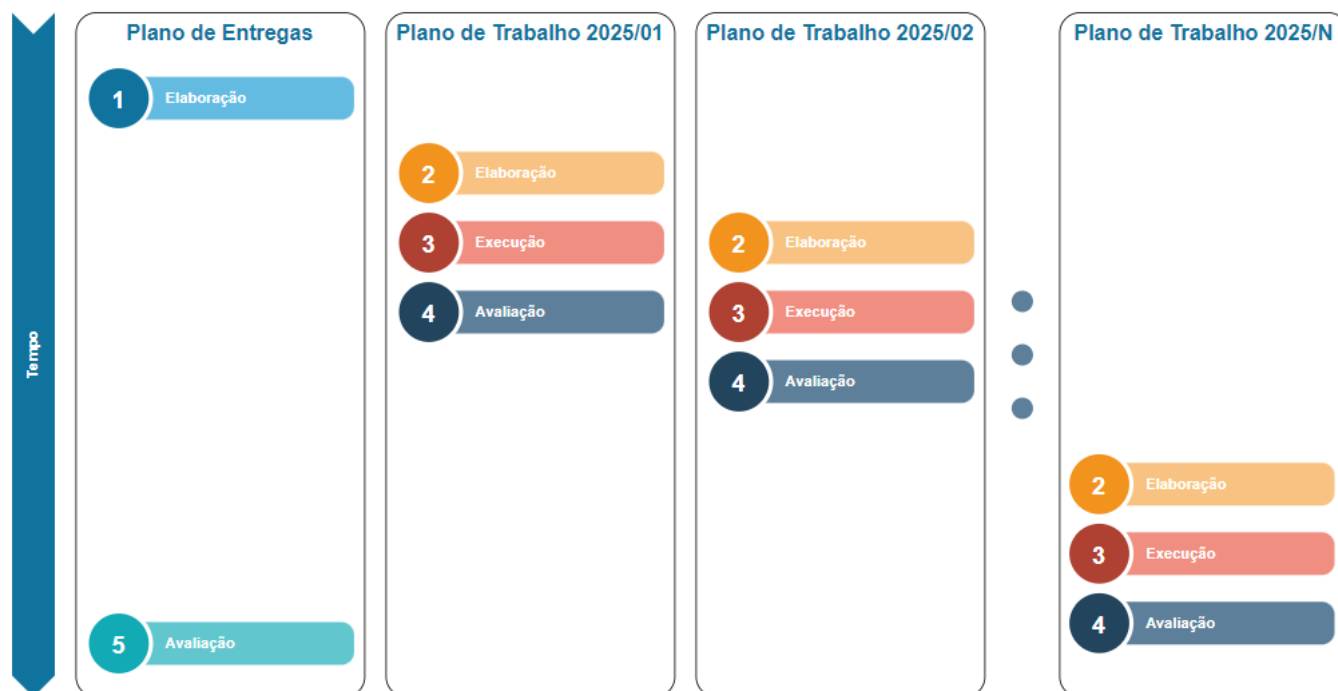 Plano de Entregas
1
Elaboração
5
Avaliação
Plano de Trabalho 2025/01
2
Elaboração
3
Execução
4
Avaliação
Plano de Trabalho 2025/02
2
Elaboração
3
Execução
4
Avaliação
Plano de Trabalho 2025/N
2
Elaboração
3
Execução
4
Avaliação
Tempo